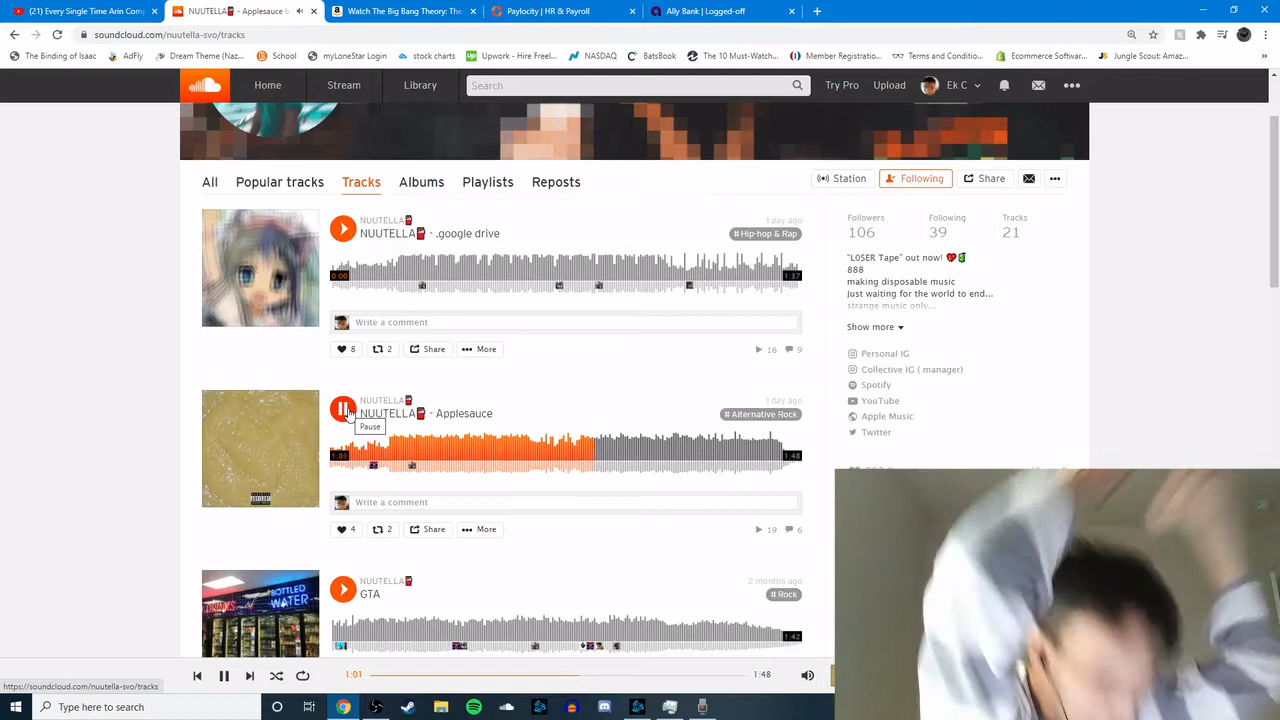 (21) Every Single Time Arin Comp
NUUTELLA🥫 - Applesauce b
Watch The Big Bang Theory: The
Paylocity | HR & Payroll
Ally Bank | Logged-off
soundcloud.com/nuutella-svo/tracks
The Binding of Isaac
AdFly
Dream Theme (Naz...
School
myLoneStar Login
stock charts
Upwork - Hire Freel...
NASDAQ
BatsBook
The 10 Must-Watch...
Member Registration...
Terms and Conditio...
Ecommerce Softwar...
Jungle Scout: Amaz...
Home
Stream
Library
Search
Try Pro
Upload
Ek C
All
Popular tracks
Tracks
Albums
Playlists
Reposts
Station
Following
Share
NUUTELLA🥫
1 day ago
NUUTELLA🥫 - .google drive
# Hip-hop & Rap
0:00
1:37
Write a comment
8
2
Share
More
16
9
NUUTELLA🥫
1 day ago
NUUTELLA🥫 - Applesauce
# Alternative Rock
Pause
1:01
1:48
Write a comment
4
2
Share
More
19
6
NUUTELLA🥫
2 months ago
GTA
# Rock
DRINKS
BOTTLED
WATER
1:42
Followers
106
Following
39
Tracks
21
"L0SER Tape" out now! 💔🧃
888
making disposable music
Just waiting for the world to end...
strange music only...
Show more
Personal IG
Collective IG ( manager)
Spotify
YouTube
Apple Music
Twitter
1:01
1:48
https://soundcloud.com/nuutella-svo/tracks
Type here to search